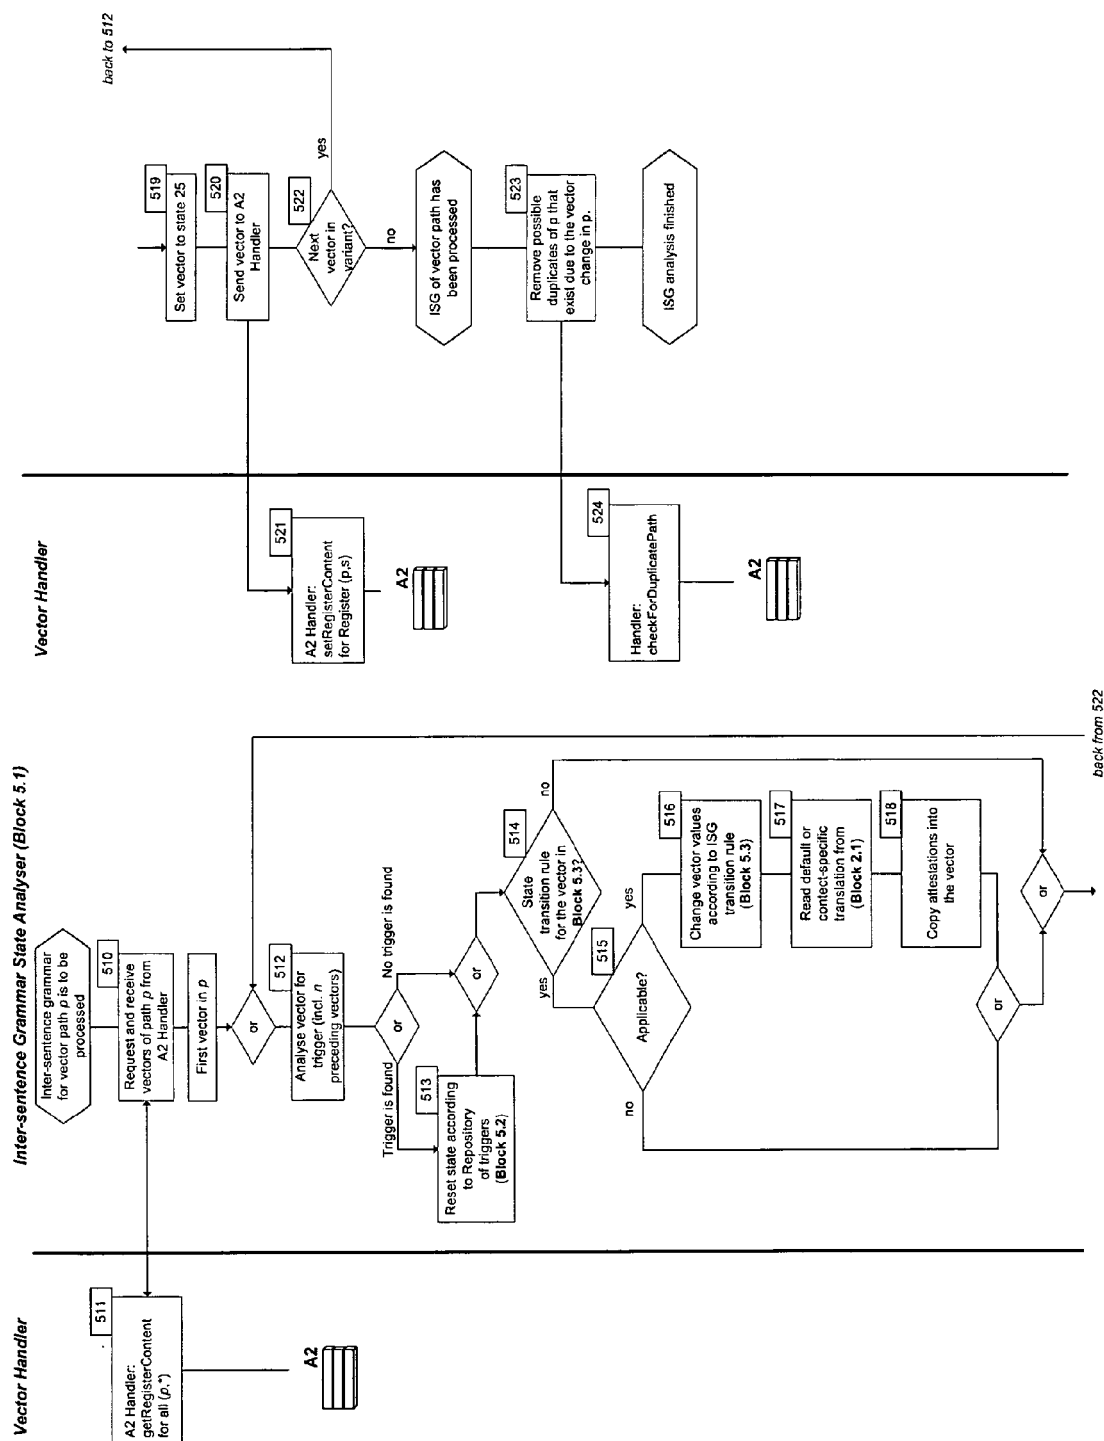 Vector Handler
511
A2 Handler:
getRegisterContent
for all (p,*)
A2
Inter-sentence Grammar State Analyser (Block 5.1)
Inter-sentence grammar
for vector path p is to be
processed
510
Request and receive
vectors of path p from
A2 Handler
First vector in p
or
512
Analyse vector for
trigger (incl. n
preceding vectors)
or
Trigger is found
No trigger is found
513
Reset state according
to Repository
of triggers
(Block 5.2)
or
514
State
transition rule
for the vector in
Block 5.3?
yes
no
515
Applicable?
no
yes
516
Change vector values
according to ISG
transition rule
(Block 5.3)
517
Read default or
contect-specific
translation from
(Block 2.1)
518
Copy attestations into
the vector
or
or
back from 522
Vector Handler
521
A2 Handler:
setRegisterContent
for Register (p,s)
A2
524
Handler:
checkForDuplicatePath
A2
519
Set vector to state 25
520
Send vector to A2
Handler
522
Next
vector in
variant?
yes
back to 512
no
ISG of vector path has
been processed
523
Remove possible
duplicates of p that
exist due to the vector
change in p.
ISG analysis finished